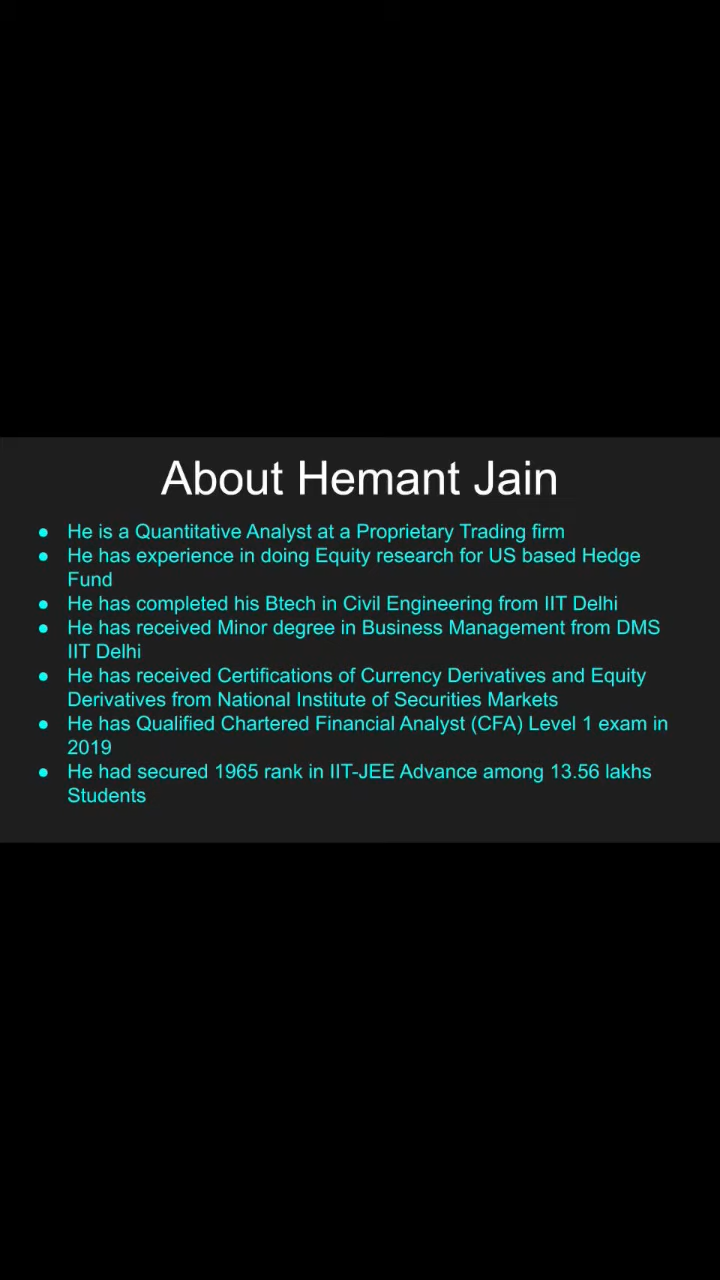 About Hemant Jain
● He is a Quantitative Analyst at a Proprietary Trading firm
● He has experience in doing Equity research for US based Hedge
Fund
● He has completed his Btech in Civil Engineering from IIT Delhi
● He has received Minor degree in Business Management from DMS
IIT Delhi
● He has received Certifications of Currency Derivatives and Equity
Derivatives from National Institute of Securities Markets
● He has Qualified Chartered Financial Analyst (CFA) Level 1 exam in
2019
● He had secured 1965 rank in IIT-JEE Advance among 13.56 lakhs
Students